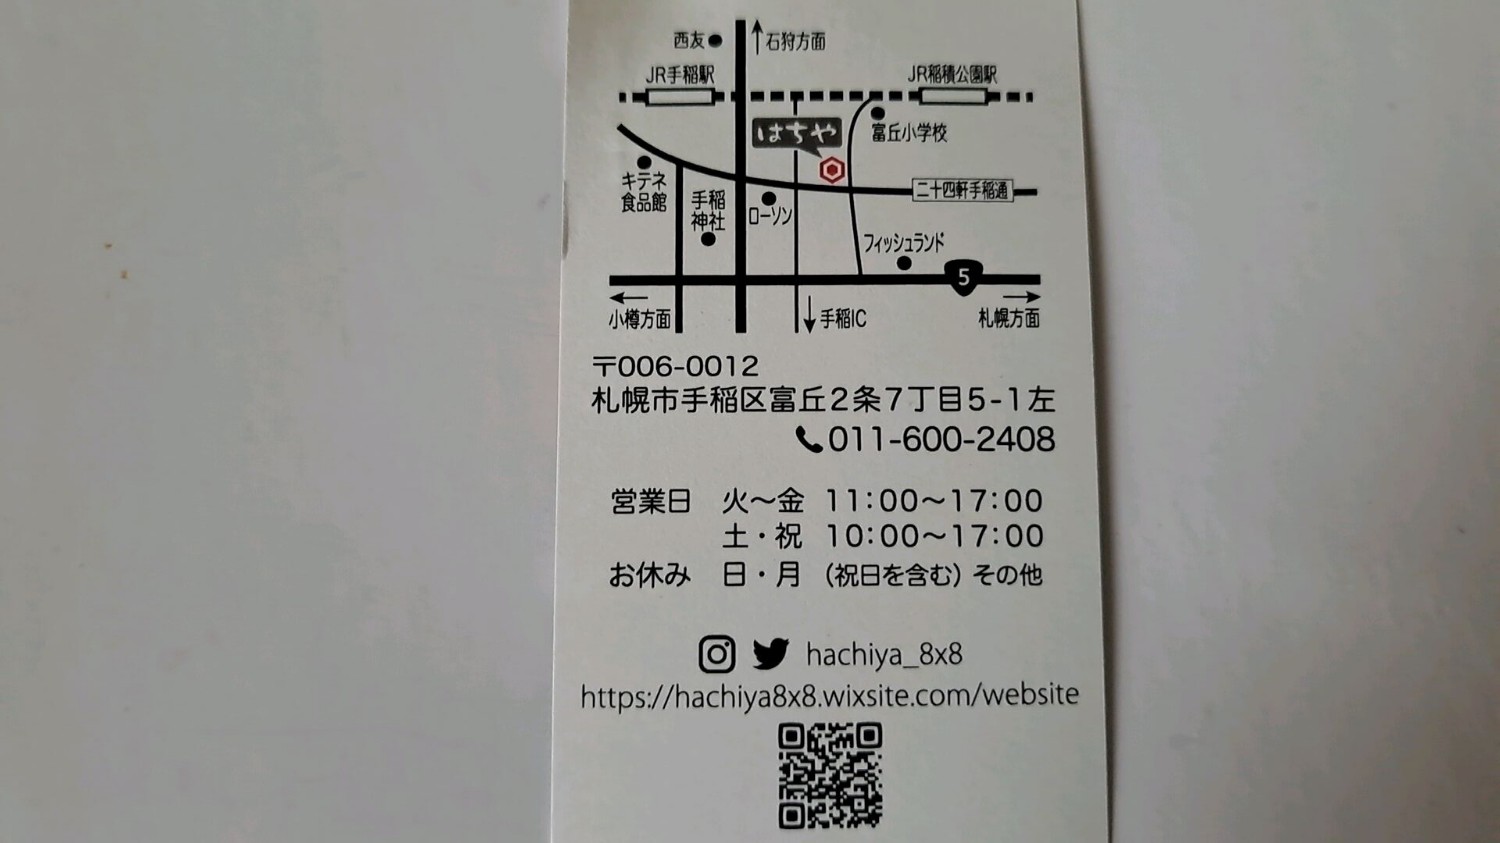 西友
石狩方面
JR手稲駅
JR稲積公園駅
はちや
富丘小学校
キテネ
食品館
手稲
神社
ローソン
二十四軒手稲通
フィッシュランド
5
小樽方面
手稲IC
札幌方面
〒006-0012
札幌市手稲区富丘2条7丁目5-1左
011-600-2408
営業日 火〜金 11:00〜17:00
土・祝 10:00〜17:00
お休み 日・月 (祝日を含む) その他
hachiya_8x8
https://hachiya8x8.wixsite.com/website